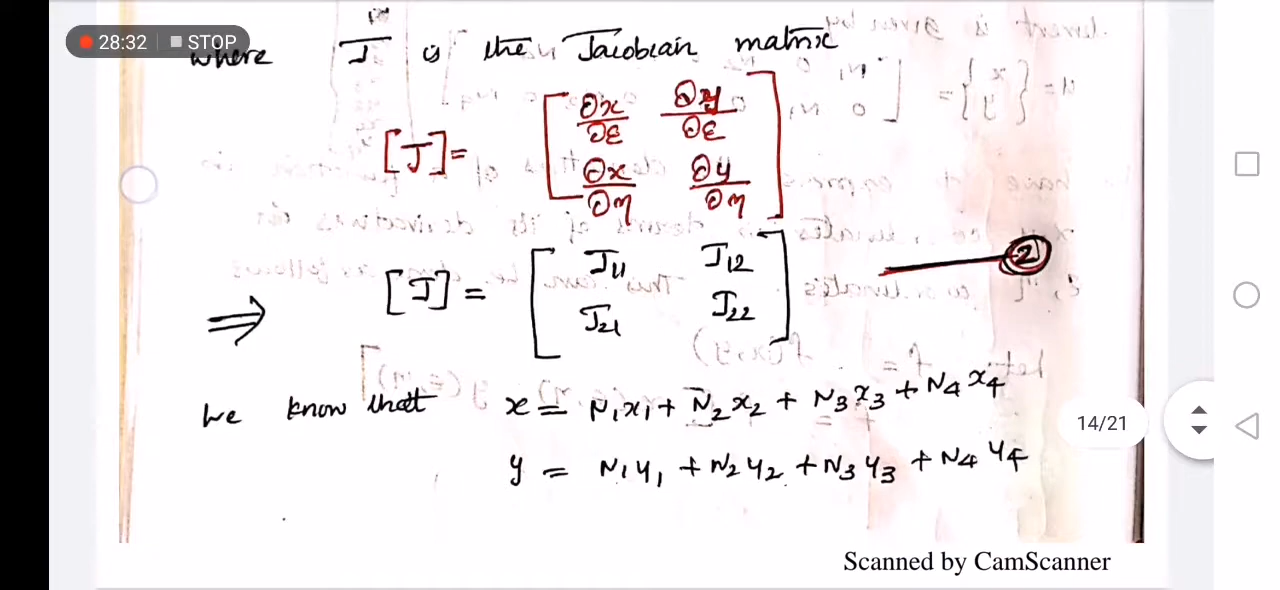 28:32 STOP
where J is the Jacobian matrix
[J] = [ ∂x/∂ε ∂y/∂ε
∂x/∂η ∂y/∂η ]
⇒ [J] = [ J11 J12
J21 J22 ] ②
we know that x = N1x1 + N2x2 + N3x3 + N4x4
14/21
y = N1y1 + N2y2 + N3y3 + N4y4
Scanned by CamScanner